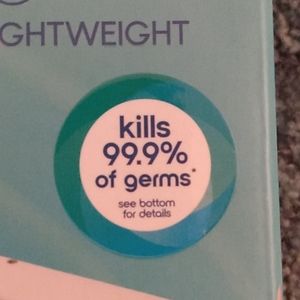 GHTWEIGHT
kills
99.9%
of germs*
see bottom
for details